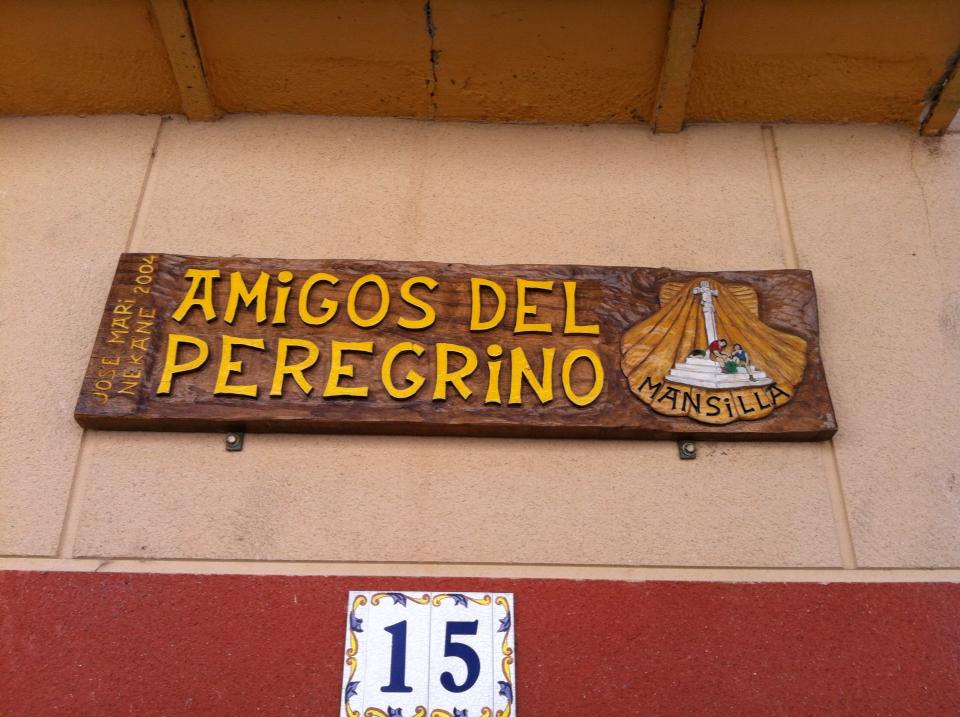 JOSE MARi
NEKANE 2004
AMiGOS DEL
PEREGRiNO
MANSiLLA
15